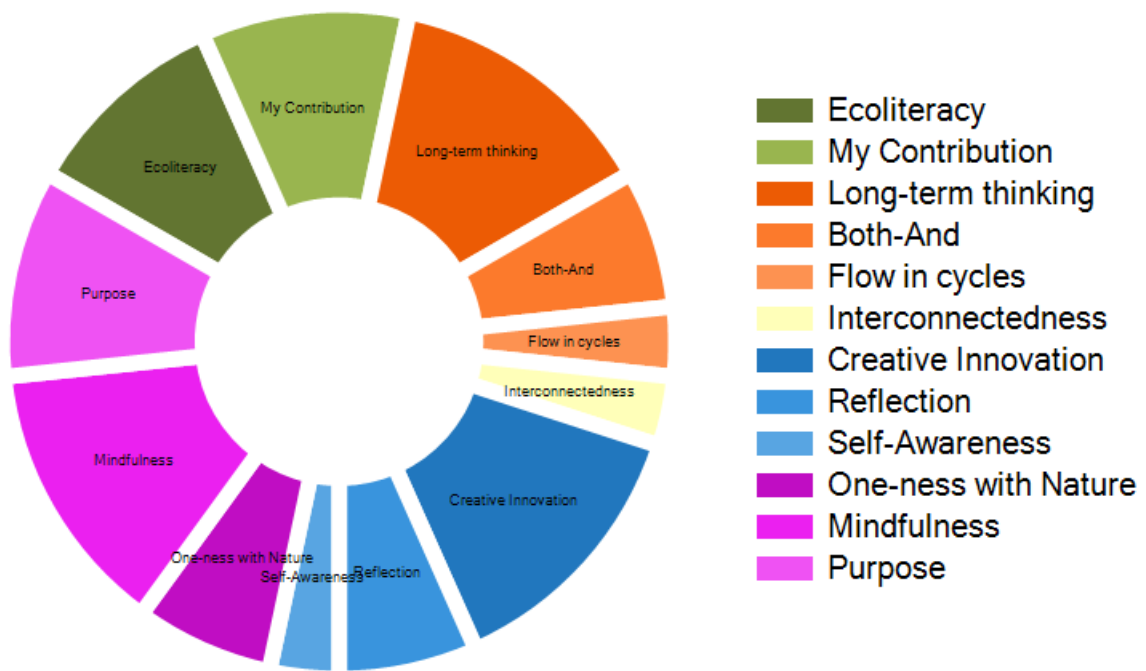 My Contribution
Long-term thinking
Ecoliteracy
Both-And
Purpose
Flow in cycles
Interconnectedness
Mindfulness
Creative Innovation
One-ness with Nature
Self-Awareness
Reflection
Ecoliteracy
My Contribution
Long-term thinking
Both-And
Flow in cycles
Interconnectedness
Creative Innovation
Reflection
Self-Awareness
One-ness with Nature
Mindfulness
Purpose